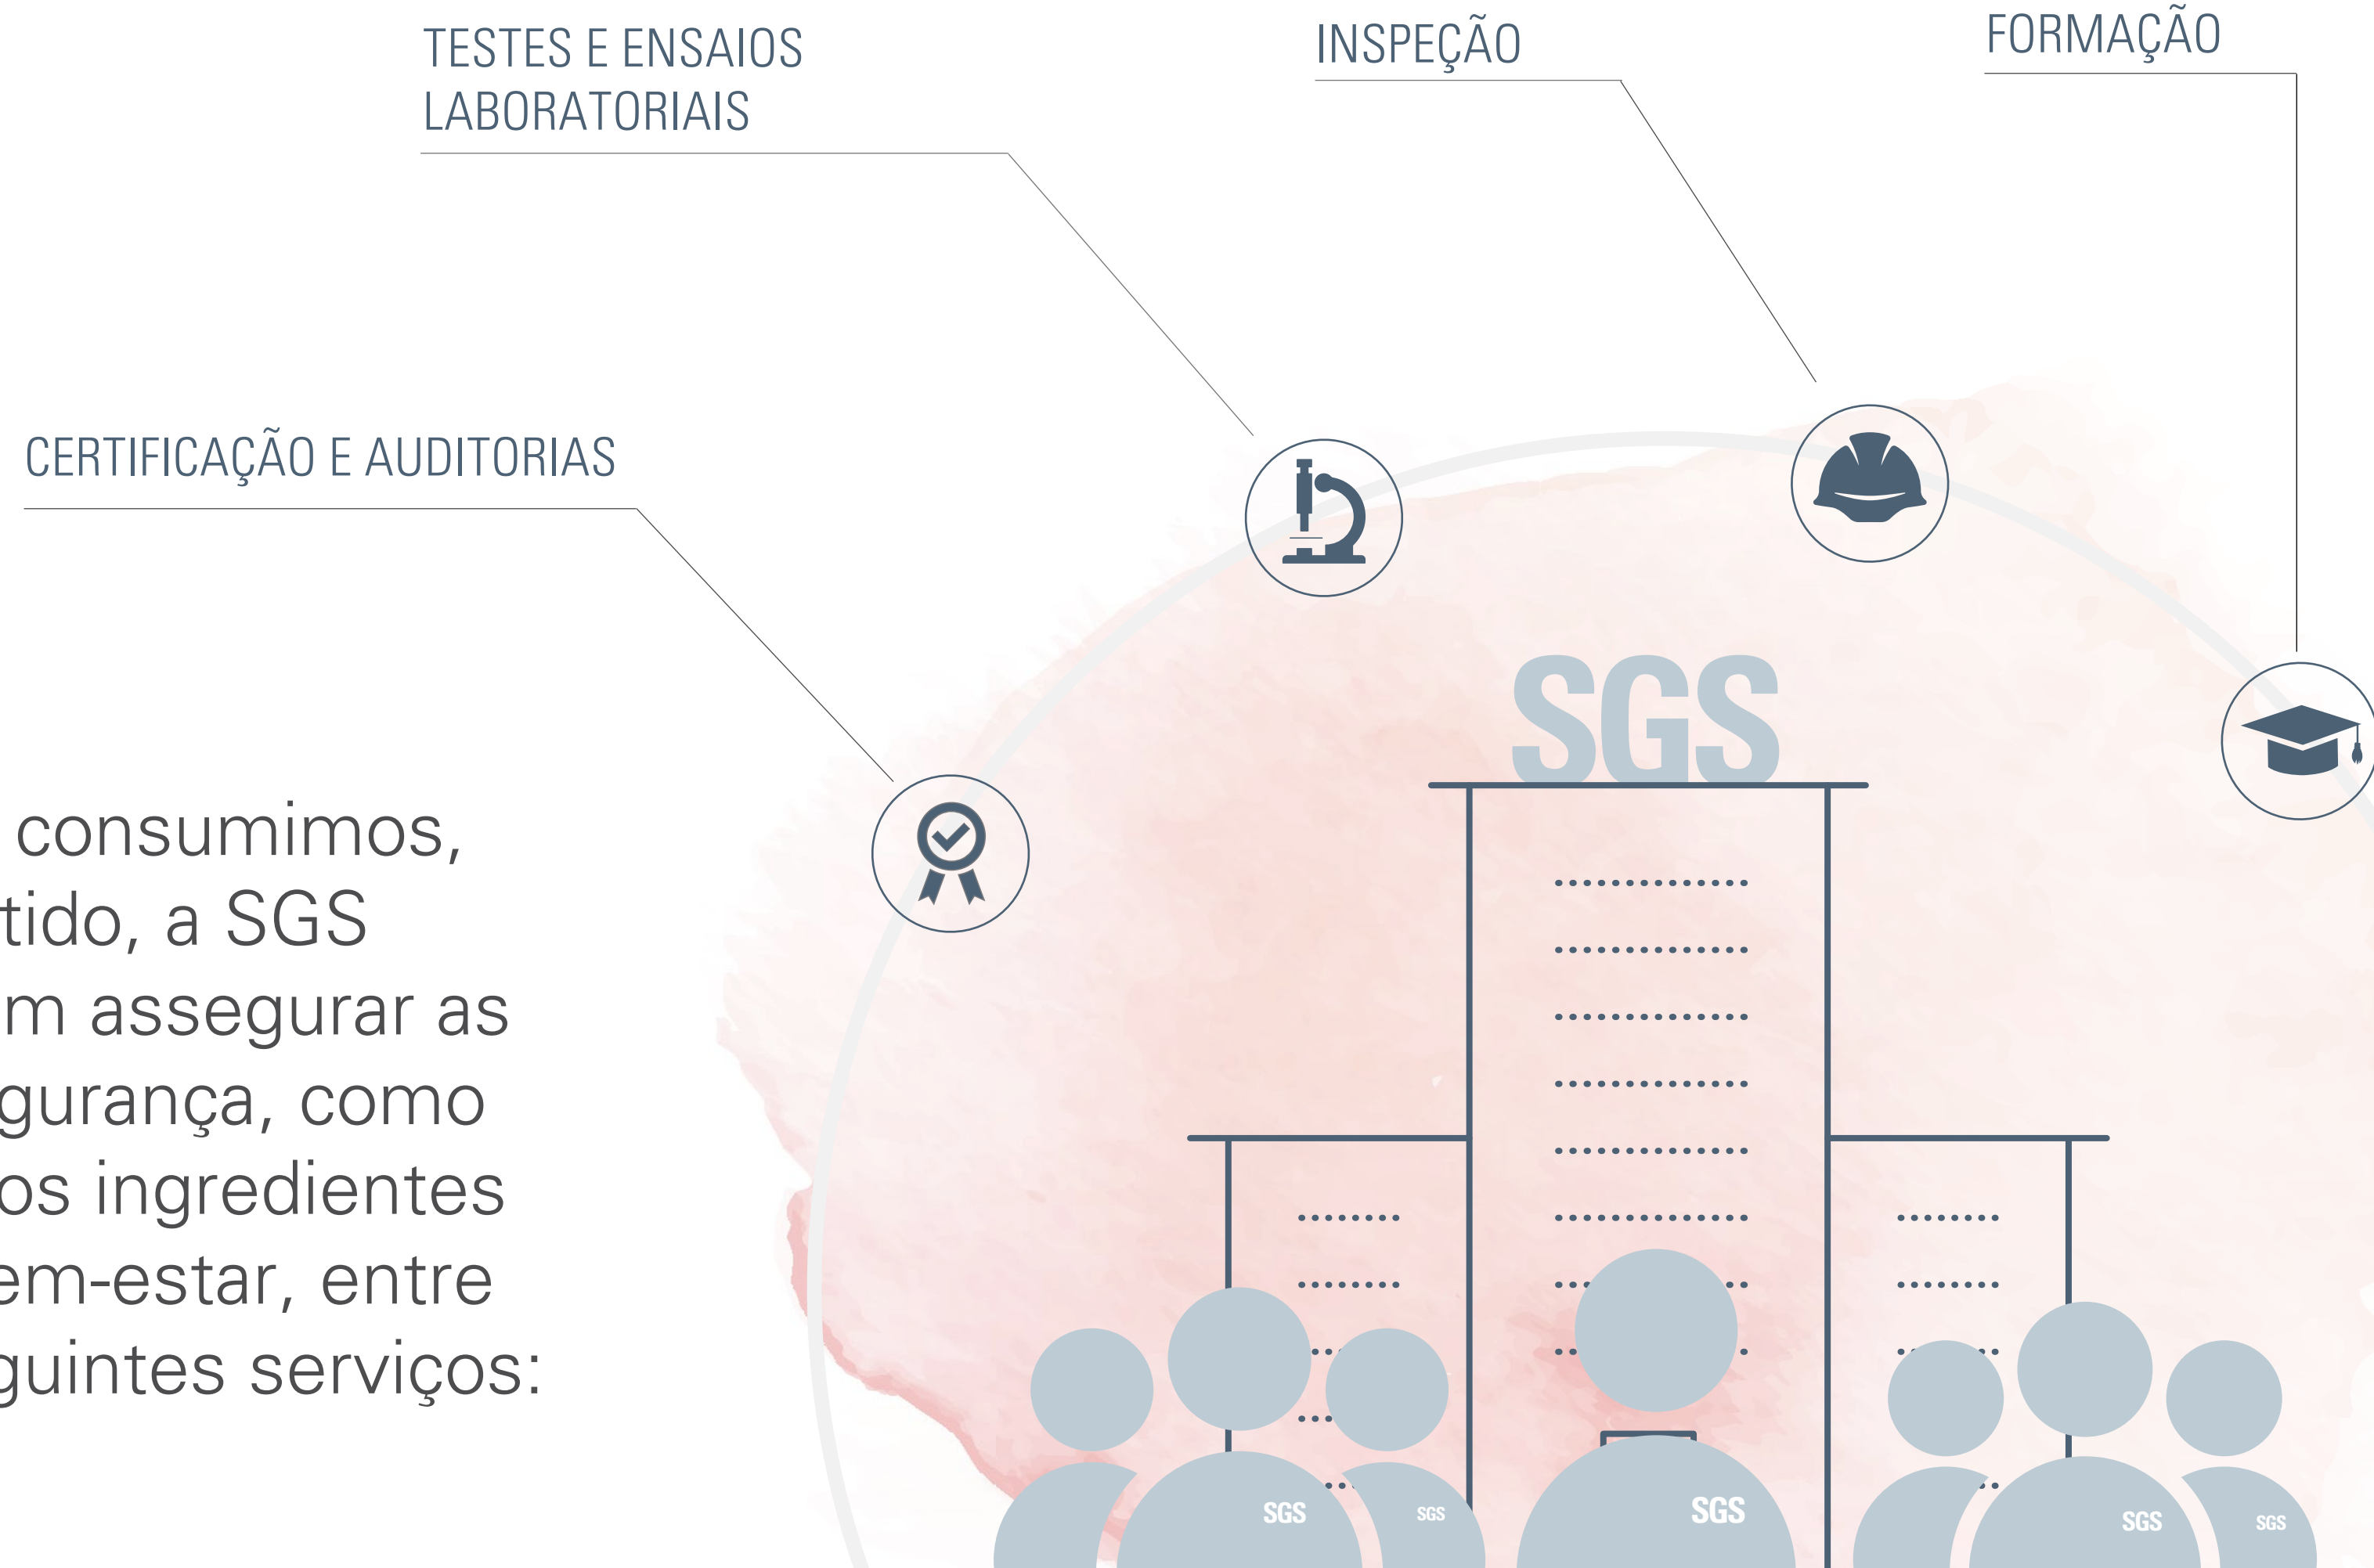 TESTES E ENSAIOS
LABORATORIAIS
INSPEÇÃO
FORMAÇÃO
CERTIFICAÇÃO E AUDITORIAS
SGS
consumimos,
tido, a SGS
m assegurar as
gurança, como
os ingredientes
em-estar, entre
guintes serviços:
SGS
SGS
SGS
SGS
SGS